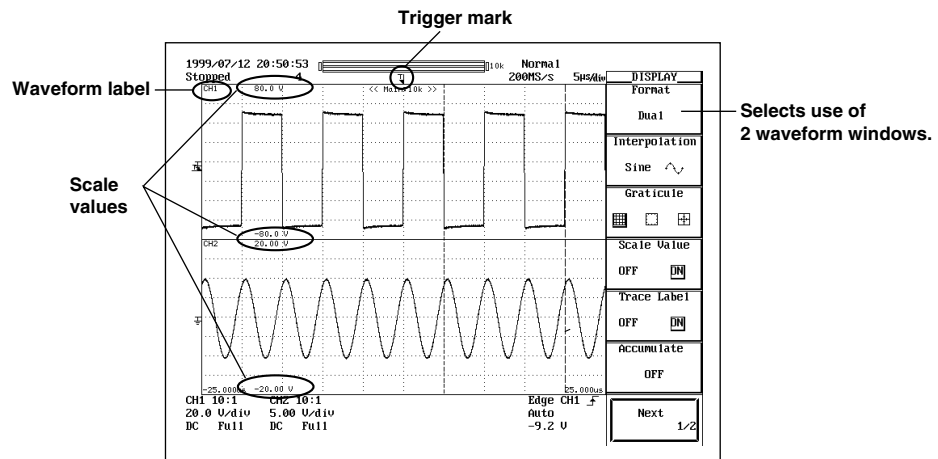 Trigger mark
1999/07/12 20:50:53 10k Normal
Stopped 4 200MS/s 5µs/div
Waveform label
CH1 80.0 V << Main:10k >>
DISPLAY
Format
Dual
Selects use of
2 waveform windows.
Interpolation
Sine
Scale
values
Graticule
-80.0 V
CH2 20.00 V
Scale Value
OFF ON
Trace Label
OFF ON
Accumulate
OFF
-25.000us -20.00 V 25.000us
CH1 10:1 CH2 10:1 Edge CH1
20.0 V/div 5.00 V/div Auto
DC Full DC Full -9.2 V
Next
1/2